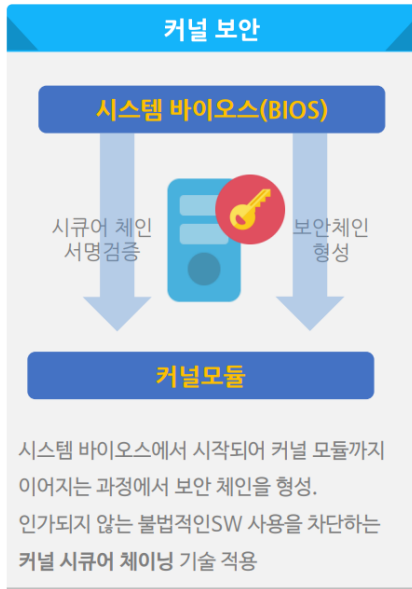 커널 보안
시스템 바이오스(BIOS)
시큐어 체인
서명검증
보안체인
형성
커널모듈
시스템 바이오스에서 시작되어 커널 모듈까지
이어지는 과정에서 보안 체인을 형성.
인가되지 않는 불법적인SW 사용을 차단하는
커널 시큐어 체이닝 기술 적용